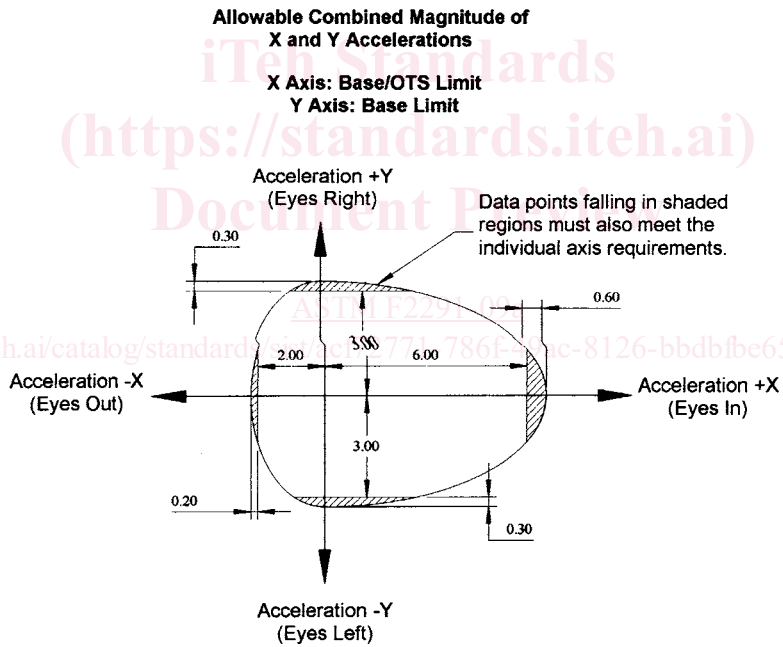 Allowable Combined Magnitude of
X and Y Accelerations
iTeh Standards
X Axis: Base/OTS Limit
Y Axis: Base Limit
(https://standards.iteh.ai)
Acceleration +Y
(Eyes Right)
Document Preview
Data points falling in shaded
regions must also meet the
individual axis requirements.
0.30
0.60
ASTM F2291-09
2.00
6.00
Acceleration -X
(Eyes Out)
Acceleration +X
(Eyes In)
3.00
0.20
0.30
Acceleration -Y
(Eyes Left)